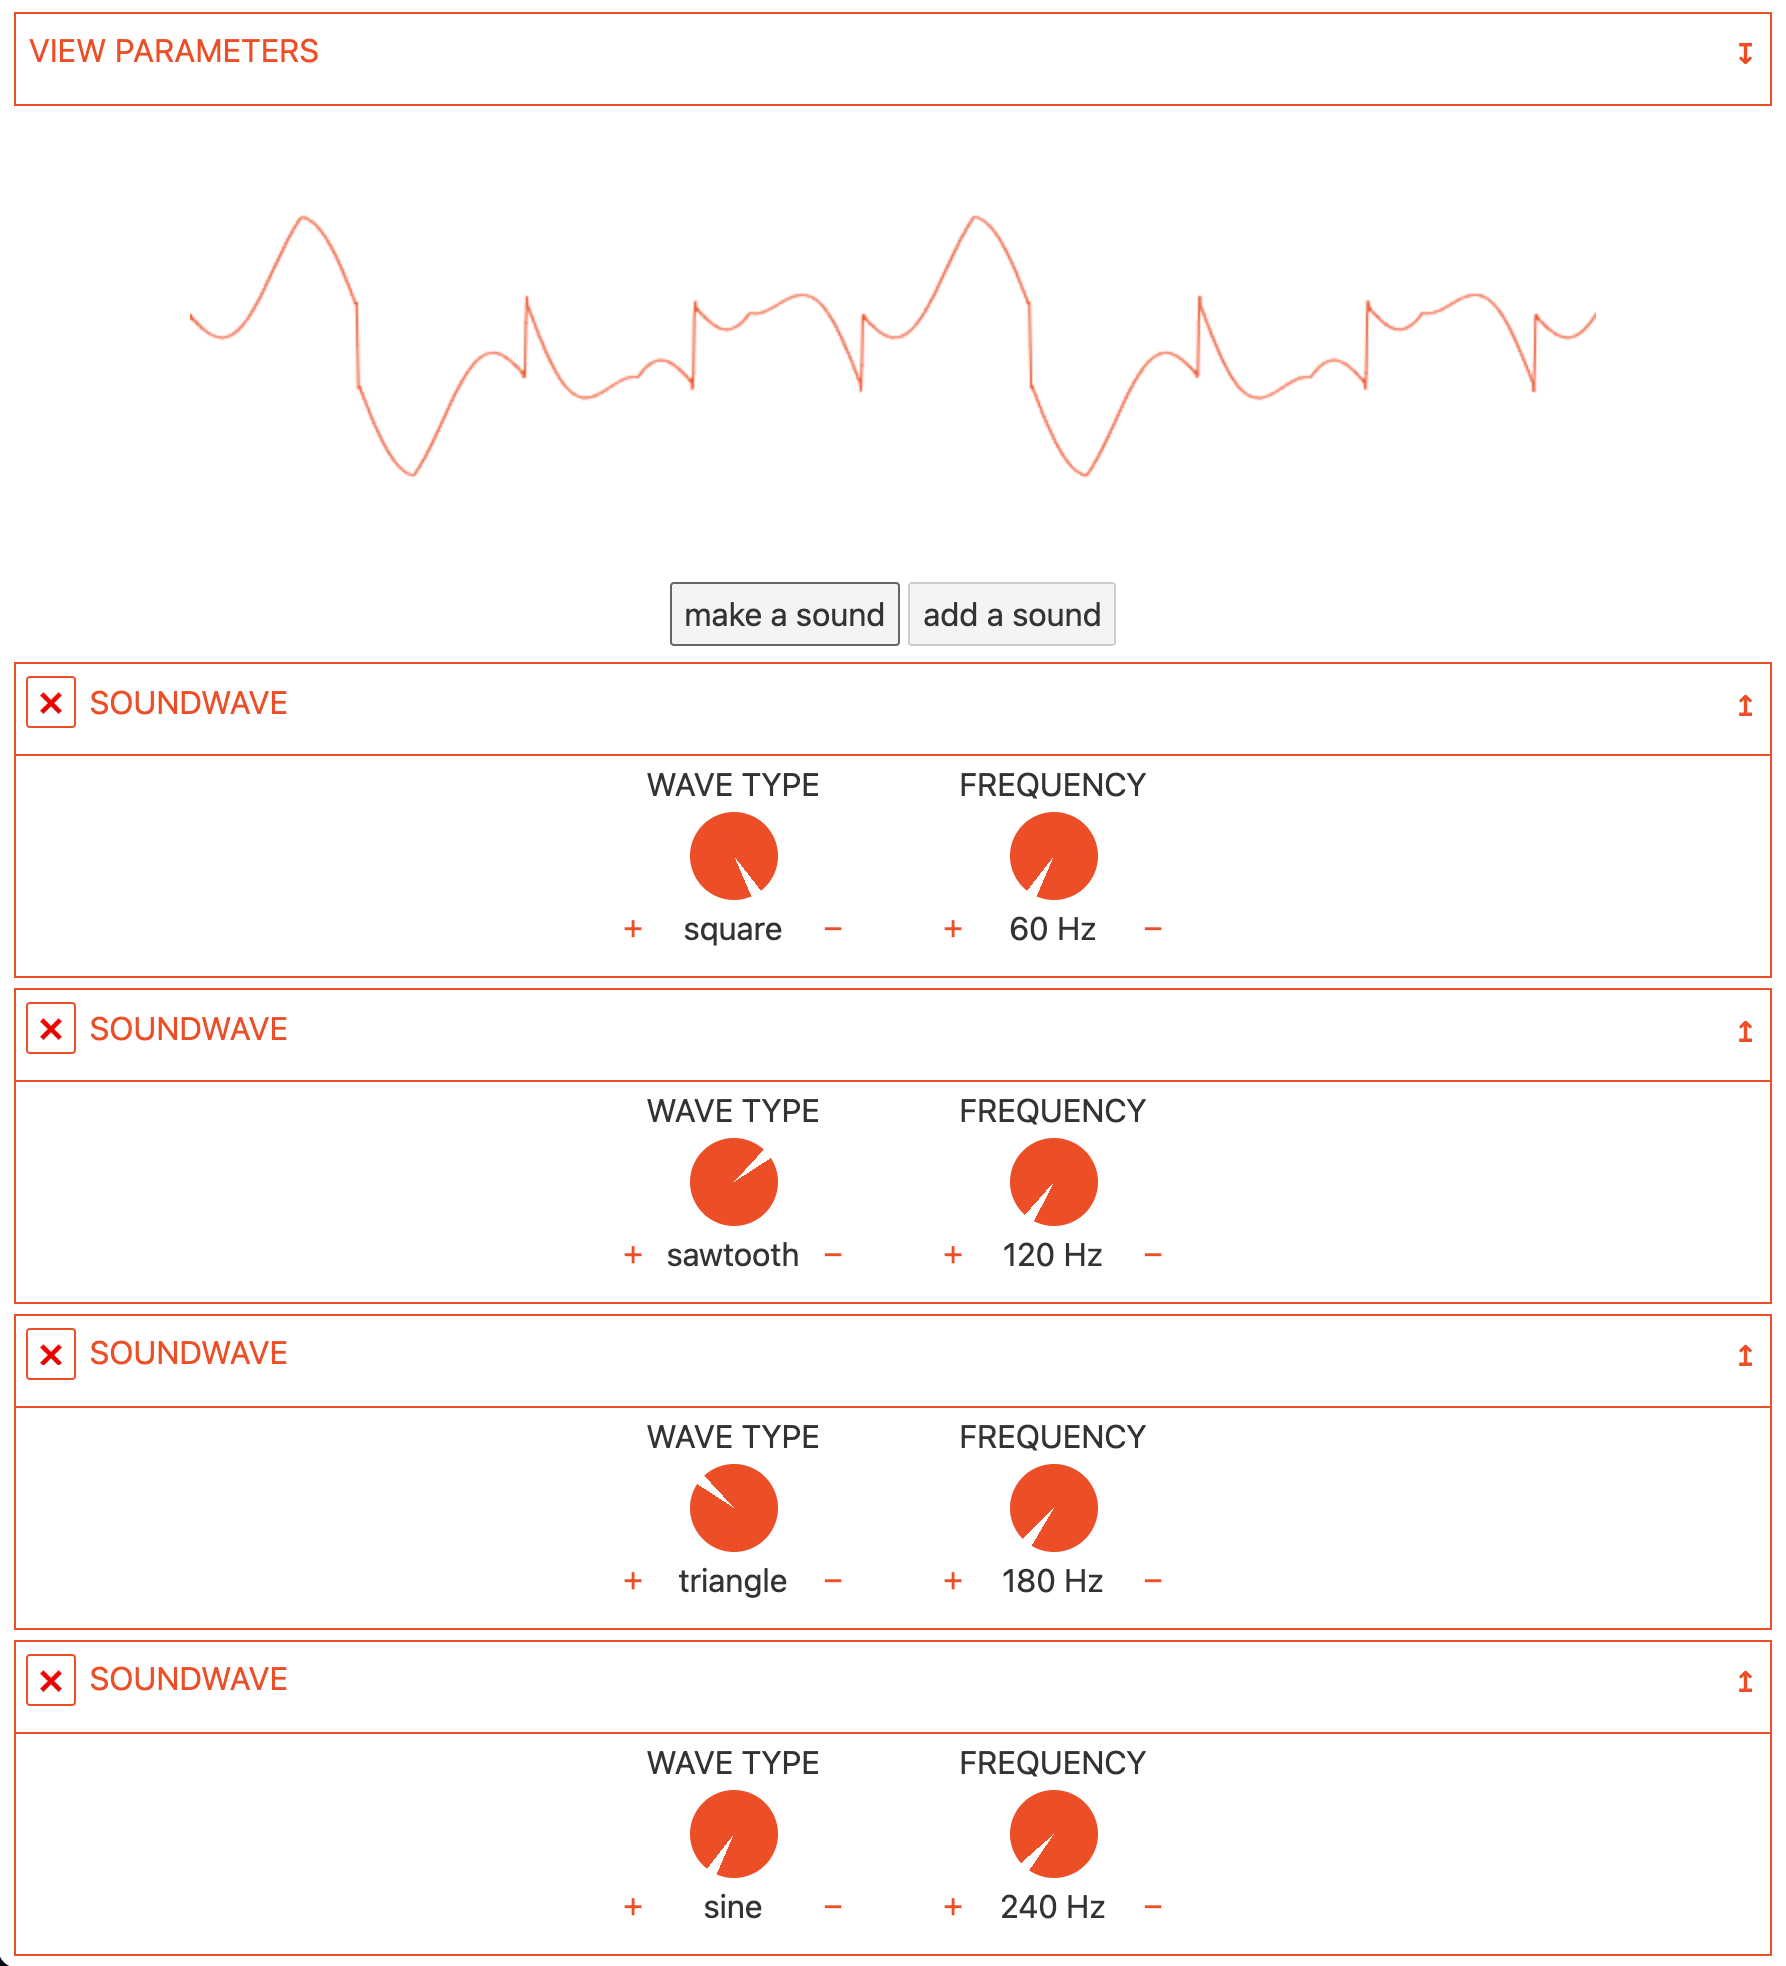 VIEW PARAMETERS ↧
make a sound add a sound
× SOUNDWAVE ↥
WAVE TYPE FREQUENCY
+ square − + 60 Hz −
× SOUNDWAVE ↥
WAVE TYPE FREQUENCY
+ sawtooth − + 120 Hz −
× SOUNDWAVE ↥
WAVE TYPE FREQUENCY
+ triangle − + 180 Hz −
× SOUNDWAVE ↥
WAVE TYPE FREQUENCY
+ sine − + 240 Hz −